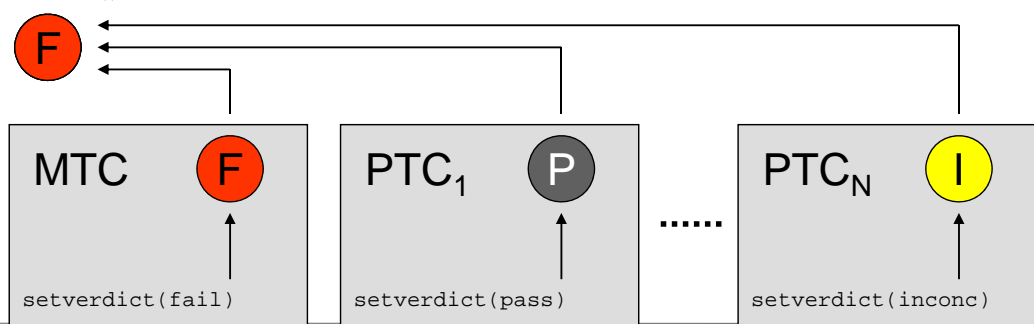 F
MTC F PTC1 P PTCN I
......
setverdict(fail) setverdict(pass) setverdict(inconc)